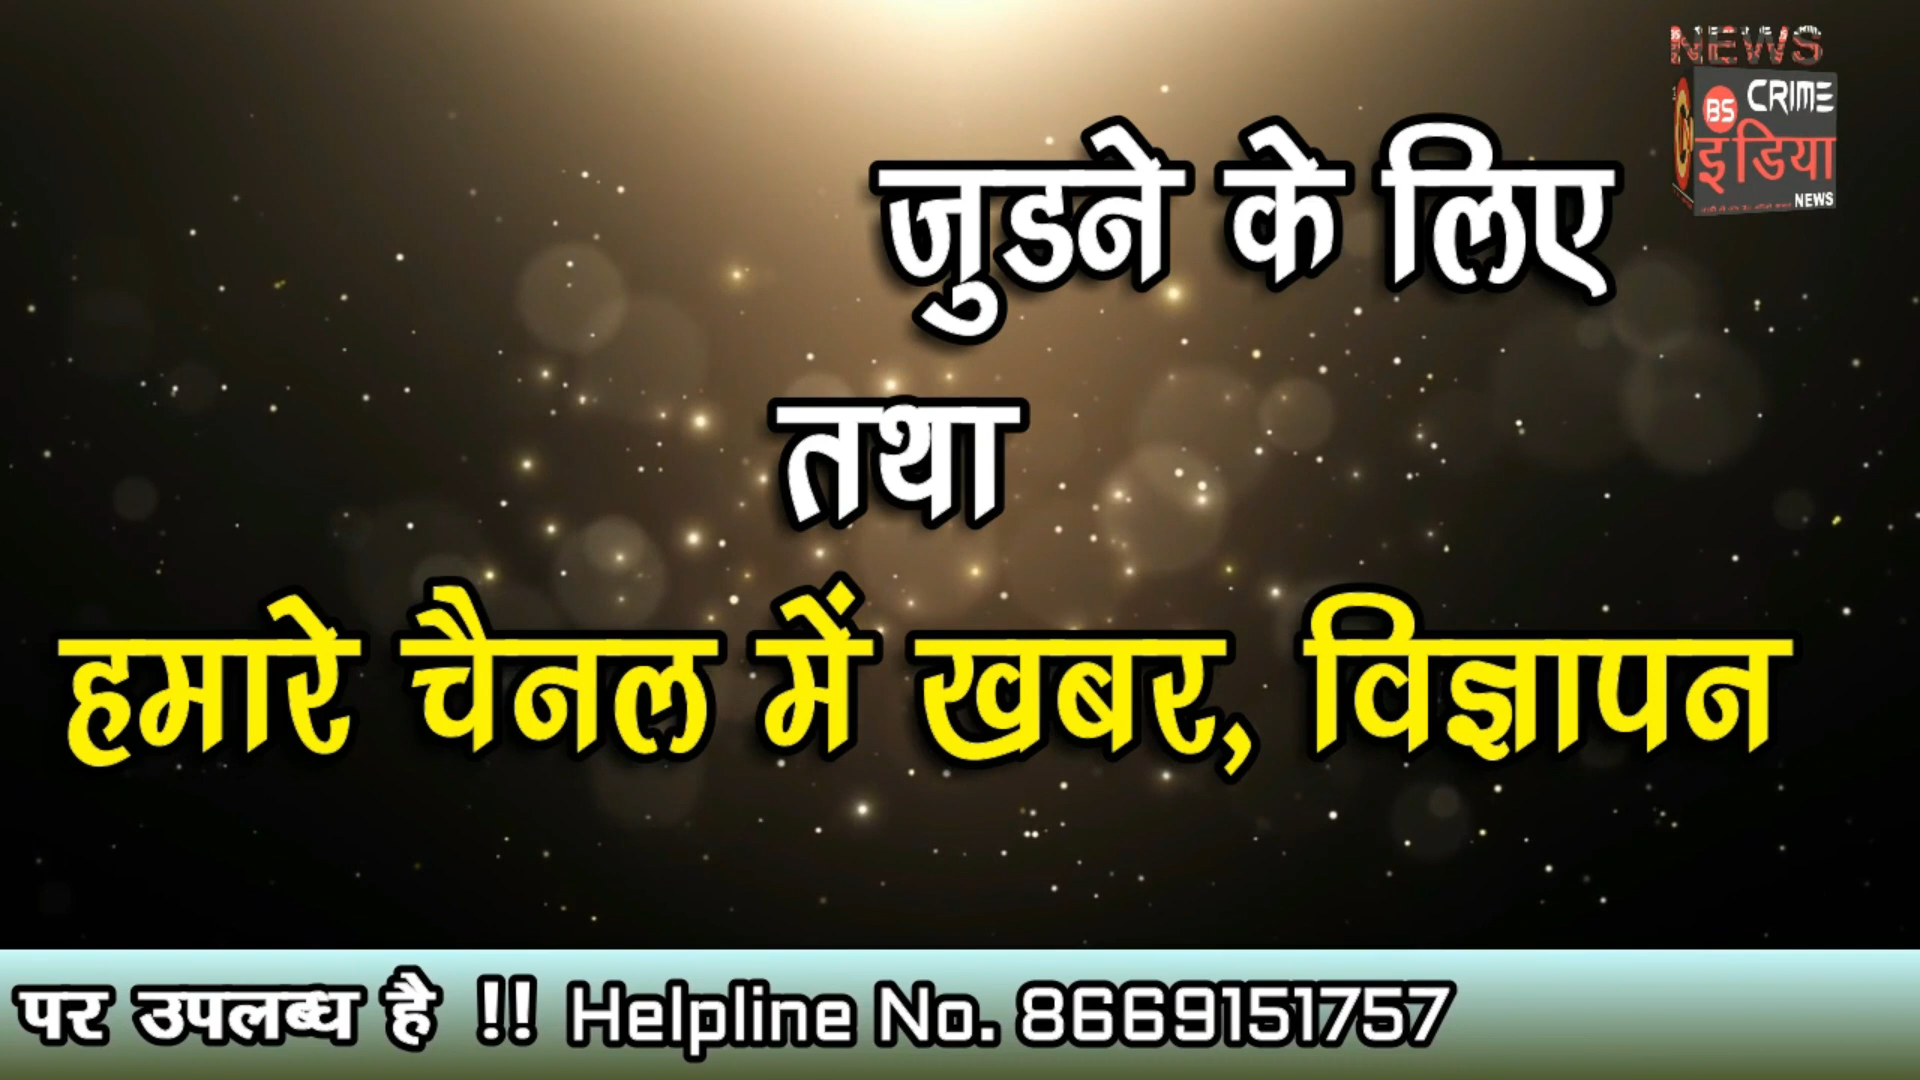 NEWS
BS CRIME
इंडिया
NEWS
जुडने के लिए
तथा
हमारे चैनल में खबर, विज्ञापन
पर उपलब्ध है !! Helpline No. 8669151757